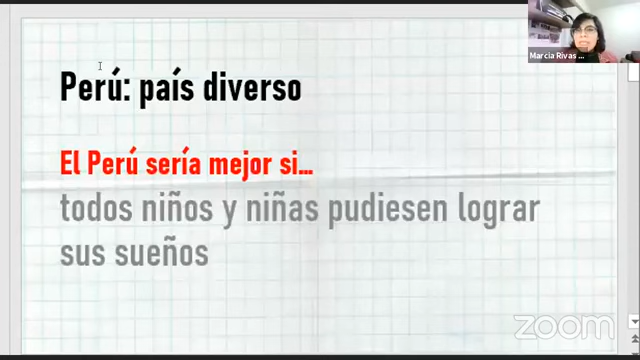 Marcia Rivas ...
Perú: país diverso
El Perú sería mejor si...
todos niños y niñas pudiesen lograr
sus sueños
zoom